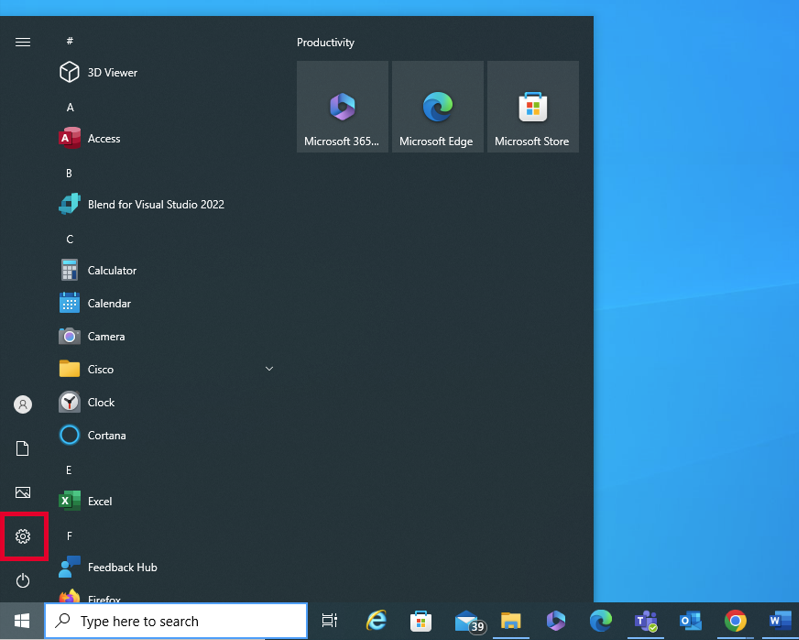 #
3D Viewer
A
Access
B
Blend for Visual Studio 2022
C
Calculator
Calendar
Camera
Cisco
Clock
Cortana
E
Excel
F
Feedback Hub
Firefox
Productivity
Microsoft 365...
Microsoft Edge
Microsoft Store
Type here to search
39